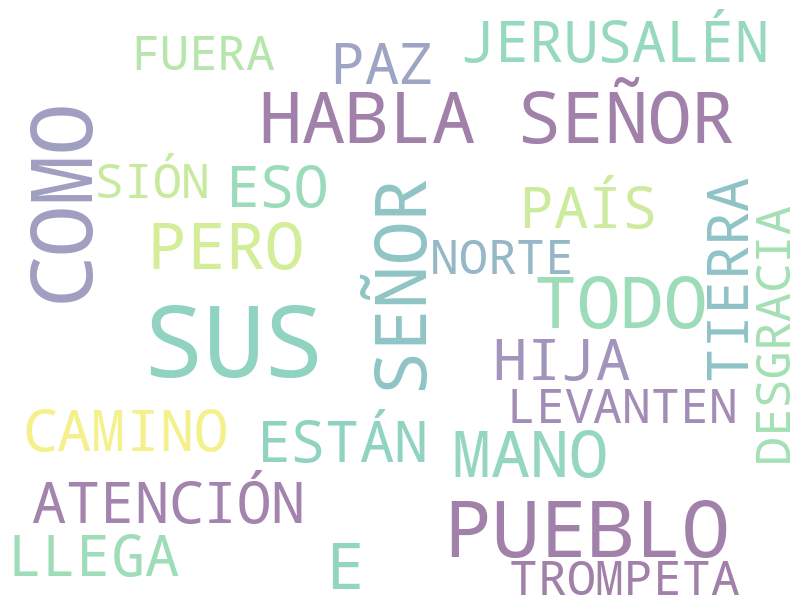 JERUSALÉN
FUERA
PAZ
HABLA SEÑOR
COMO
SIÓN
ESO
PAÍS
PERO
SEÑOR
NORTE
TIERRA
DESGRACIA
TODO
SUS
HIJA
LEVANTEN
CAMINO
ESTÁN
MANO
ATENCIÓN
PUEBLO
LLEGA
E
TROMPETA